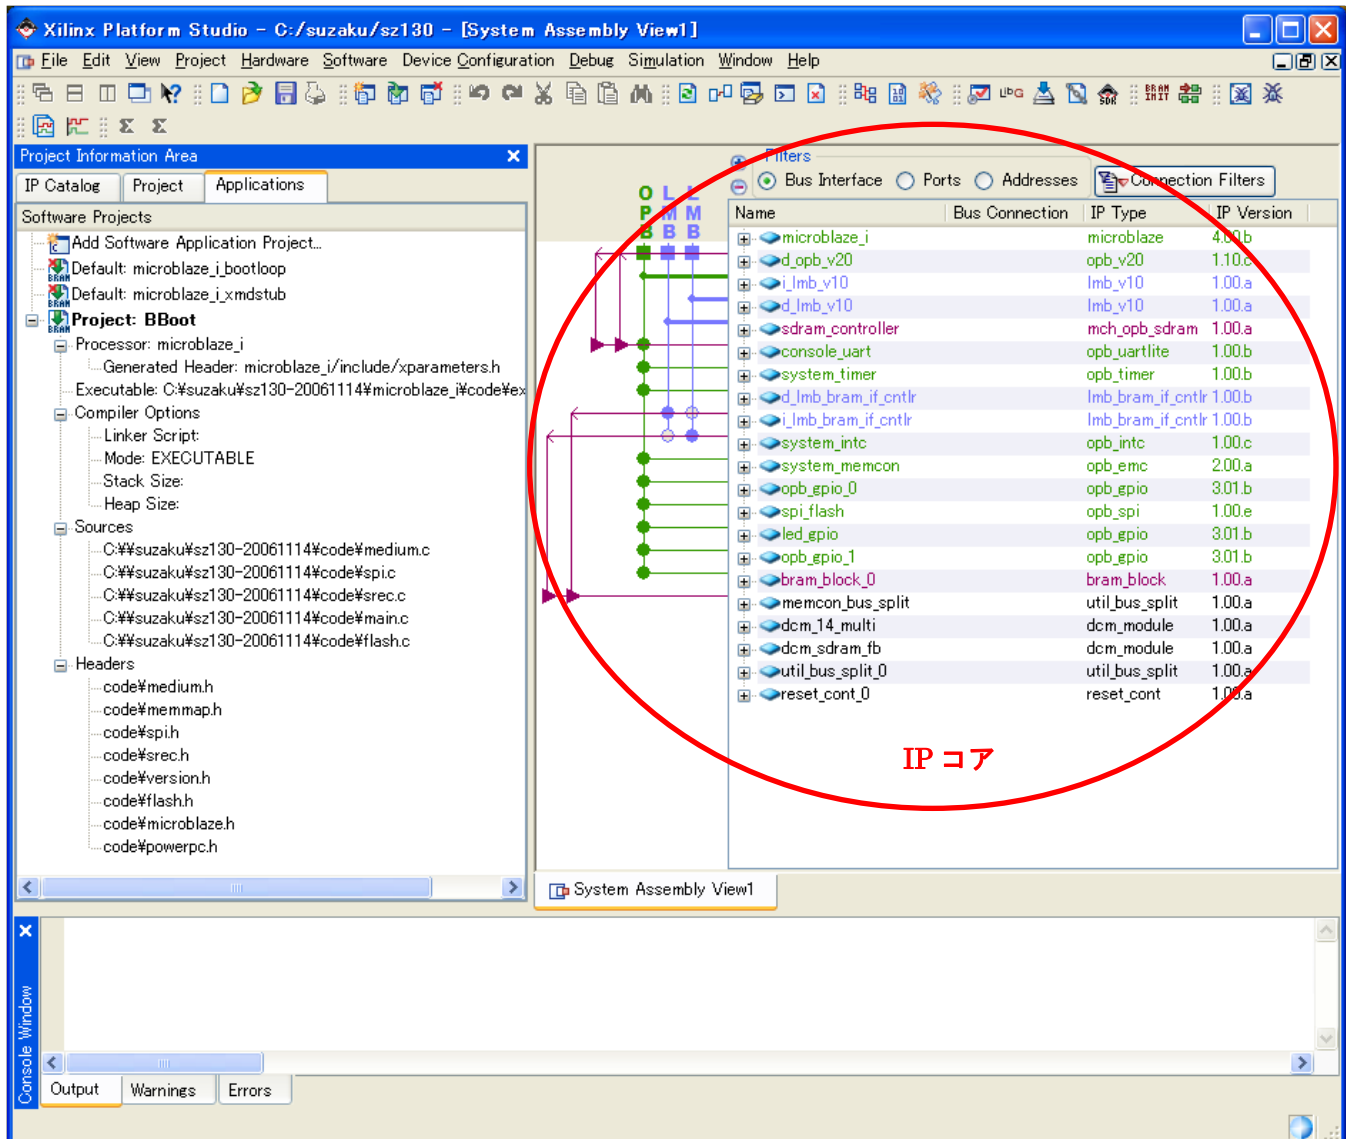 Xilinx Platform Studio - C:/suzaku/sz130 - [System Assembly View1]
File Edit View Project Hardware Software Device Configuration Debug Simulation Window Help
Project Information Area
IP Catalog Project Applications
Software Projects
Add Software Application Project...
Default: microblaze_i_bootloop
Default: microblaze_i_xmdstub
Project: BBoot
Processor: microblaze_i
Generated Header: microblaze_i/include/xparameters.h
Executable: C:¥suzaku¥sz130-20061114¥microblaze_i¥code¥ex
Compiler Options
Linker Script:
Mode: EXECUTABLE
Stack Size:
Heap Size:
Sources
C:¥¥suzaku¥sz130-20061114¥code¥medium.c
C:¥¥suzaku¥sz130-20061114¥code¥spi.c
C:¥¥suzaku¥sz130-20061114¥code¥srec.c
C:¥¥suzaku¥sz130-20061114¥code¥main.c
C:¥¥suzaku¥sz130-20061114¥code¥flash.c
Headers
code¥medium.h
code¥memmap.h
code¥spi.h
code¥srec.h
code¥version.h
code¥flash.h
code¥microblaze.h
code¥powerpc.h
OPB LMB LMB
Filters
Bus Interface Ports Addresses Connection Filters
Name Bus Connection IP Type IP Version
microblaze_i microblaze 4.00.b
d_opb_v20 opb_v20 1.10.c
i_lmb_v10 lmb_v10 1.00.a
d_lmb_v10 lmb_v10 1.00.a
sdram_controller mch_opb_sdram 1.00.a
console_uart opb_uartlite 1.00.b
system_timer opb_timer 1.00.b
d_lmb_bram_if_cntlr lmb_bram_if_cntlr 1.00.b
i_lmb_bram_if_cntlr lmb_bram_if_cntlr 1.00.b
system_intc opb_intc 1.00.c
system_memcon opb_emc 2.00.a
opb_gpio_0 opb_gpio 3.01.b
spi_flash opb_spi 1.00.e
led_gpio opb_gpio 3.01.b
opb_gpio_1 opb_gpio 3.01.b
bram_block_0 bram_block 1.00.a
memcon_bus_split util_bus_split 1.00.a
dcm_14_multi dcm_module 1.00.a
dcm_sdram_fb dcm_module 1.00.a
util_bus_split_0 util_bus_split 1.00.a
reset_cont_0 reset_cont 1.00.a
IP コア
System Assembly View1
Console Window
Output Warnings Errors